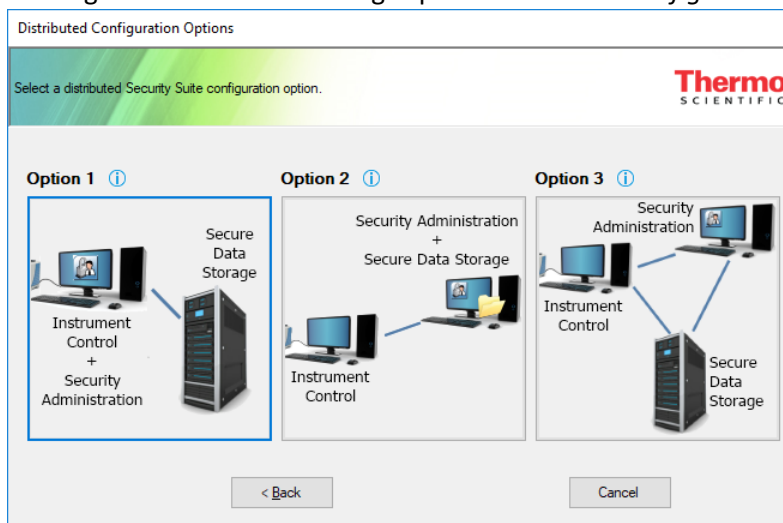 Distributed Configuration Options
Select a distributed Security Suite configuration option.
Thermo
SCIENTIFIC
Option 1
Secure
Data
Storage
Instrument
Control
+
Security
Administration
Option 2
Security Administration
+
Secure Data Storage
Instrument
Control
Option 3
Security
Administration
Instrument
Control
Secure
Data
Storage
< Back
Cancel